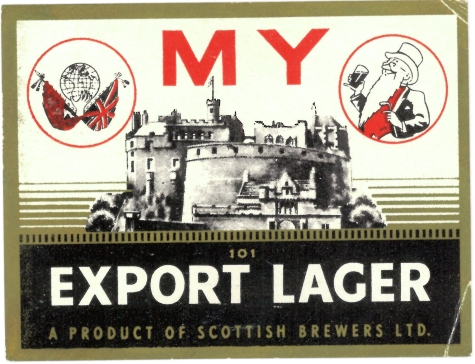 MY
101
EXPORT LAGER
A PRODUCT OF SCOTTISH BREWERS LTD.